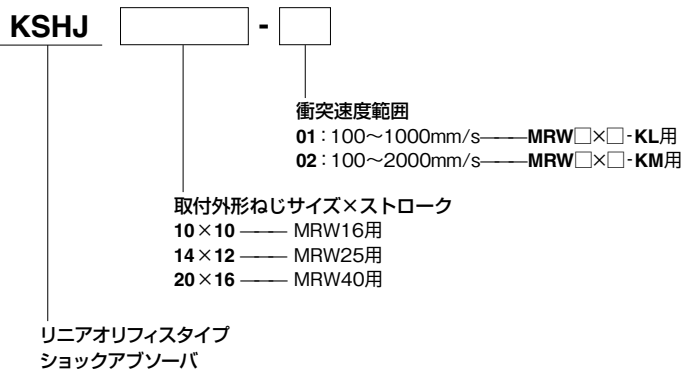 KSHJ □ - □
衝突速度範囲
01：100～1000mm/s───MRW□×□-KL用
02：100～2000mm/s───MRW□×□-KM用
取付外形ねじサイズ×ストローク
10×10 ─── MRW16用
14×12 ─── MRW25用
20×16 ─── MRW40用
リニアオリフィスタイプ
ショックアブソーバ